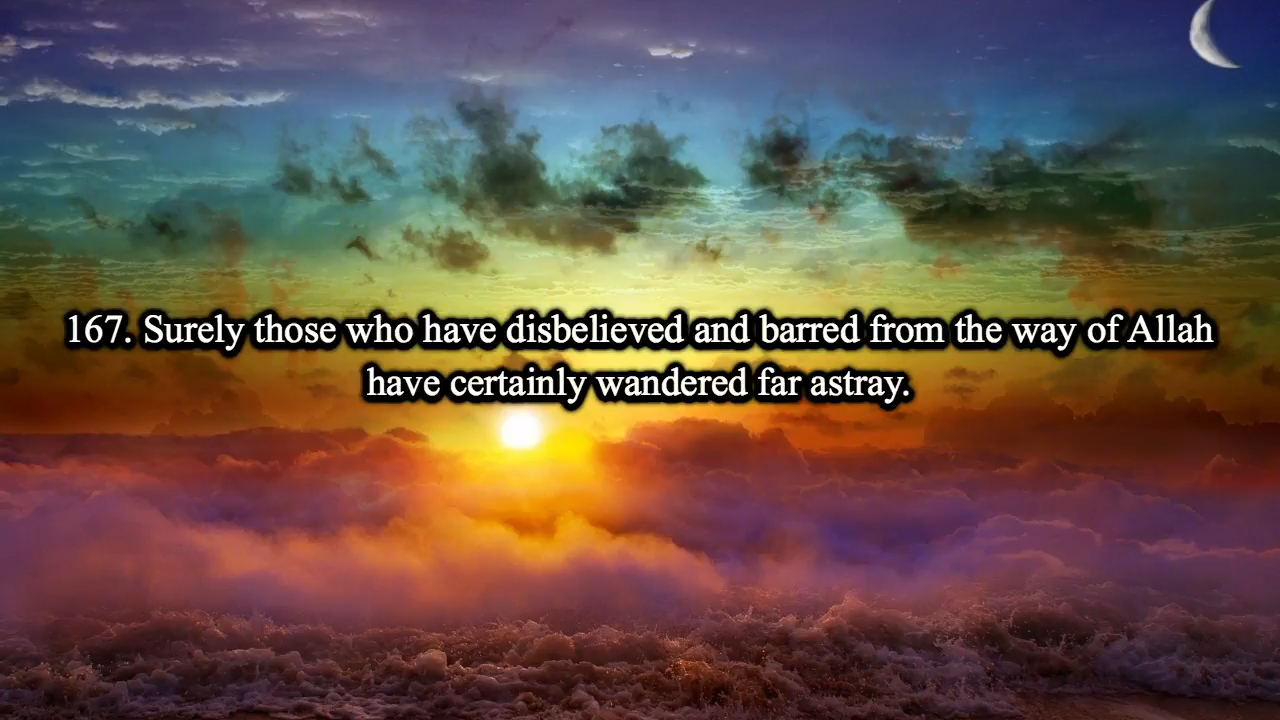 167. Surely those who have disbelieved and barred from the way of Allah
have certainly wandered far astray.